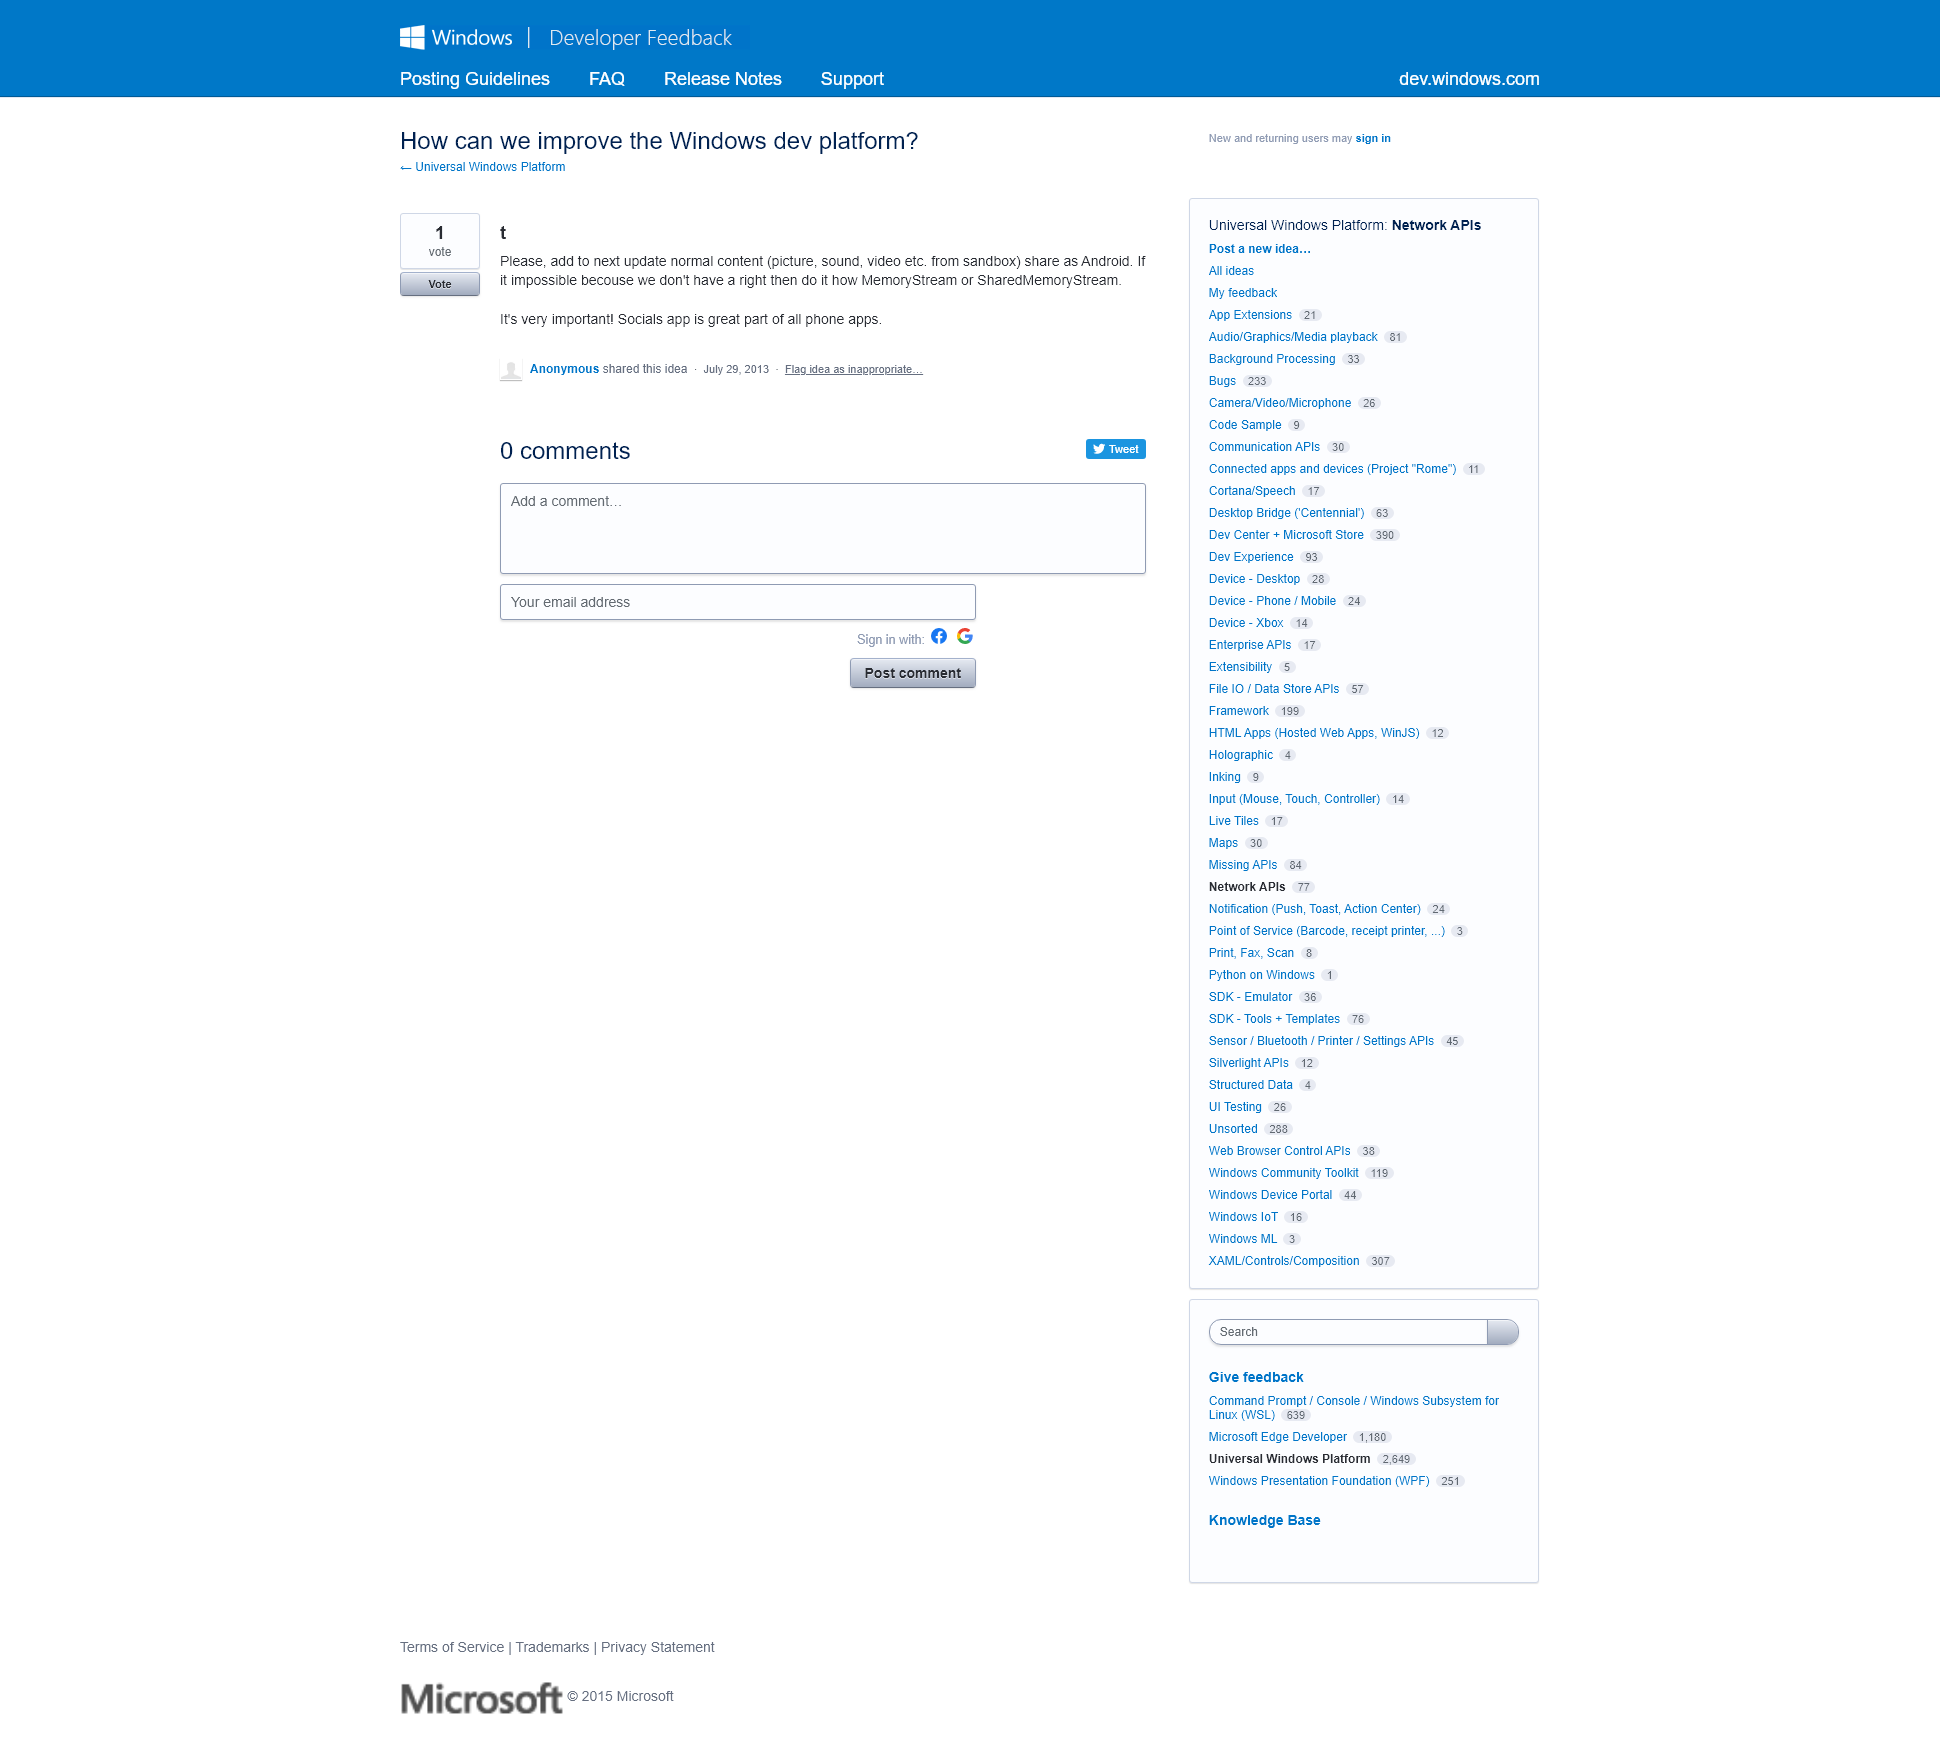 Windows | Developer Feedback
Posting Guidelines FAQ Release Notes Support dev.windows.com
How can we improve the Windows dev platform?
← Universal Windows Platform
New and returning users may sign in
1
vote
Vote
t
Please, add to next update normal content (picture, sound, video etc. from sandbox) share as Android. If
it impossible becouse we don't have a right then do it how MemoryStream or SharedMemoryStream.
It's very important! Socials app is great part of all phone apps.
Anonymous shared this idea · July 29, 2013 · Flag idea as inappropriate…
0 comments
Tweet
Add a comment…
Your email address
Sign in with:
Post comment
Universal Windows Platform: Network APIs
Post a new idea…
All ideas
My feedback
App Extensions 21
Audio/Graphics/Media playback 81
Background Processing 33
Bugs 233
Camera/Video/Microphone 26
Code Sample 9
Communication APIs 30
Connected apps and devices (Project "Rome") 11
Cortana/Speech 17
Desktop Bridge ('Centennial') 63
Dev Center + Microsoft Store 390
Dev Experience 93
Device - Desktop 28
Device - Phone / Mobile 24
Device - Xbox 14
Enterprise APIs 17
Extensibility 5
File IO / Data Store APIs 57
Framework 199
HTML Apps (Hosted Web Apps, WinJS) 12
Holographic 4
Inking 9
Input (Mouse, Touch, Controller) 14
Live Tiles 17
Maps 30
Missing APIs 84
Network APIs 77
Notification (Push, Toast, Action Center) 24
Point of Service (Barcode, receipt printer, ...) 3
Print, Fax, Scan 8
Python on Windows 1
SDK - Emulator 36
SDK - Tools + Templates 76
Sensor / Bluetooth / Printer / Settings APIs 45
Silverlight APIs 12
Structured Data 4
UI Testing 26
Unsorted 288
Web Browser Control APIs 38
Windows Community Toolkit 119
Windows Device Portal 44
Windows IoT 16
Windows ML 3
XAML/Controls/Composition 307
Search
Give feedback
Command Prompt / Console / Windows Subsystem for
Linux (WSL) 639
Microsoft Edge Developer 1,180
Universal Windows Platform 2,649
Windows Presentation Foundation (WPF) 251
Knowledge Base
Terms of Service | Trademarks | Privacy Statement
Microsoft © 2015 Microsoft